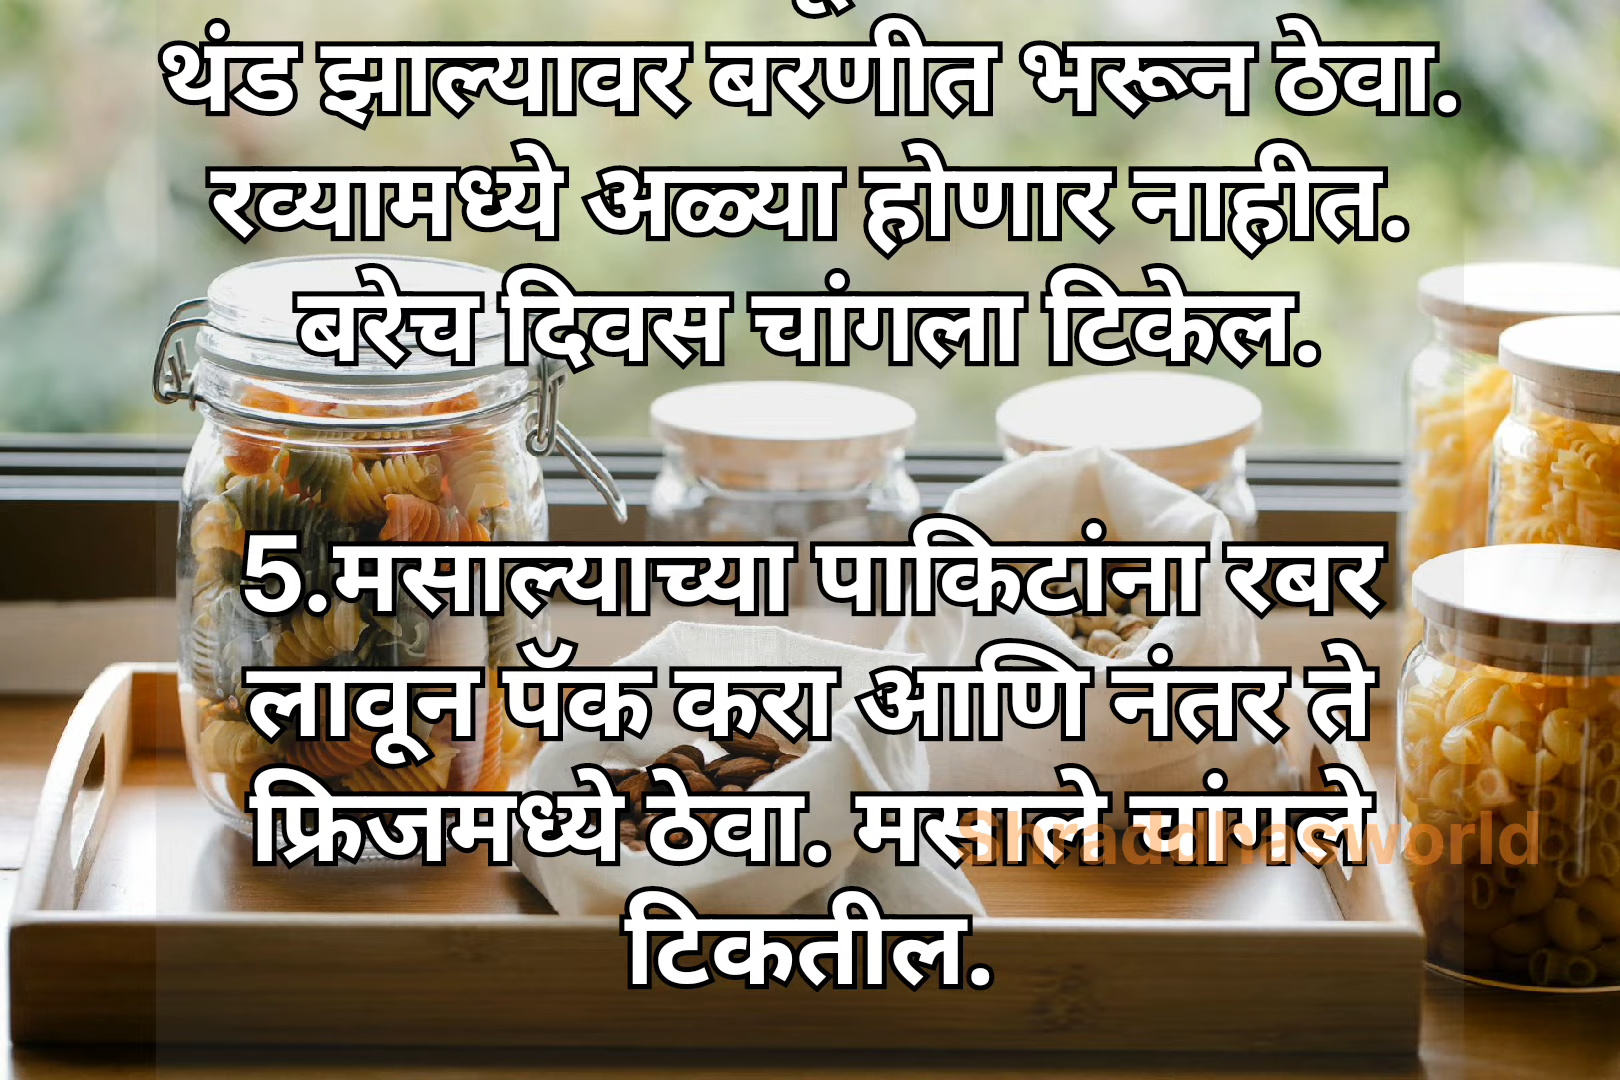 थंड झाल्यावर बरणीत भरून ठेवा.
रव्यामध्ये अळ्या होणार नाहीत.
बरेच दिवस चांगला टिकेल.
5.मसाल्याच्या पाकिटांना रबर
लावून पॅक करा आणि नंतर ते
फ्रिजमध्ये ठेवा. मसाले चांगले
टिकतील.
Shraddhasworld